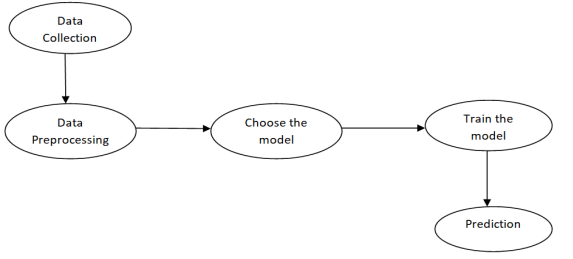 Data
Collection
Data
Preprocessing
Choose the
model
Train the
model
Prediction